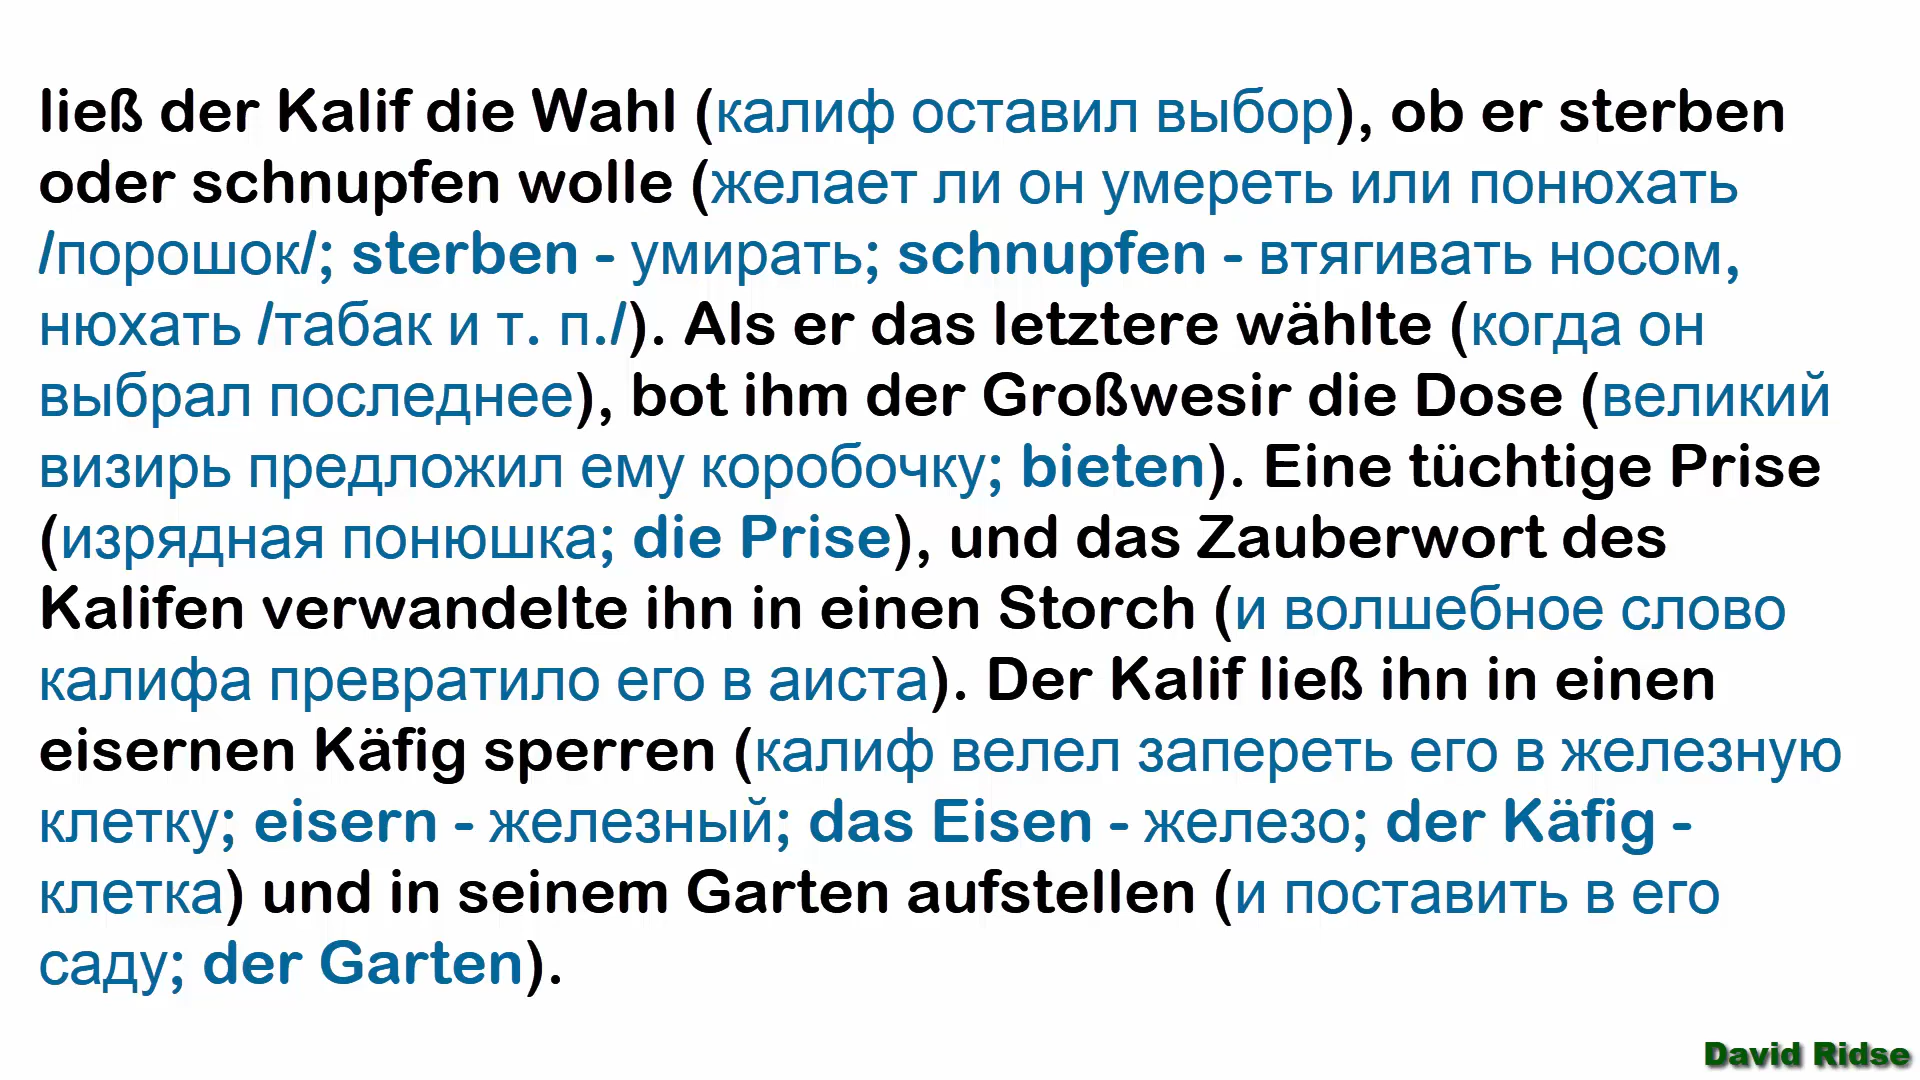 ließ der Kalif die Wahl (калиф оставил выбор), ob er sterben
oder schnupfen wolle (желает ли он умереть или понюхать
/порошок/; sterben - умирать; schnupfen - втягивать носом,
нюхать /табак и т. п./). Als er das letztere wählte (когда он
выбрал последнее), bot ihm der Großwesir die Dose (великий
визирь предложил ему коробочку; bieten). Eine tüchtige Prise
(изрядная понюшка; die Prise), und das Zauberwort des
Kalifen verwandelte ihn in einen Storch (и волшебное слово
калифа превратило его в аиста). Der Kalif ließ ihn in einen
eisernen Käfig sperren (калиф велел запереть его в железную
клетку; eisern - железный; das Eisen - железо; der Käfig -
клетка) und in seinem Garten aufstellen (и поставить в его
саду; der Garten).
David Ridse